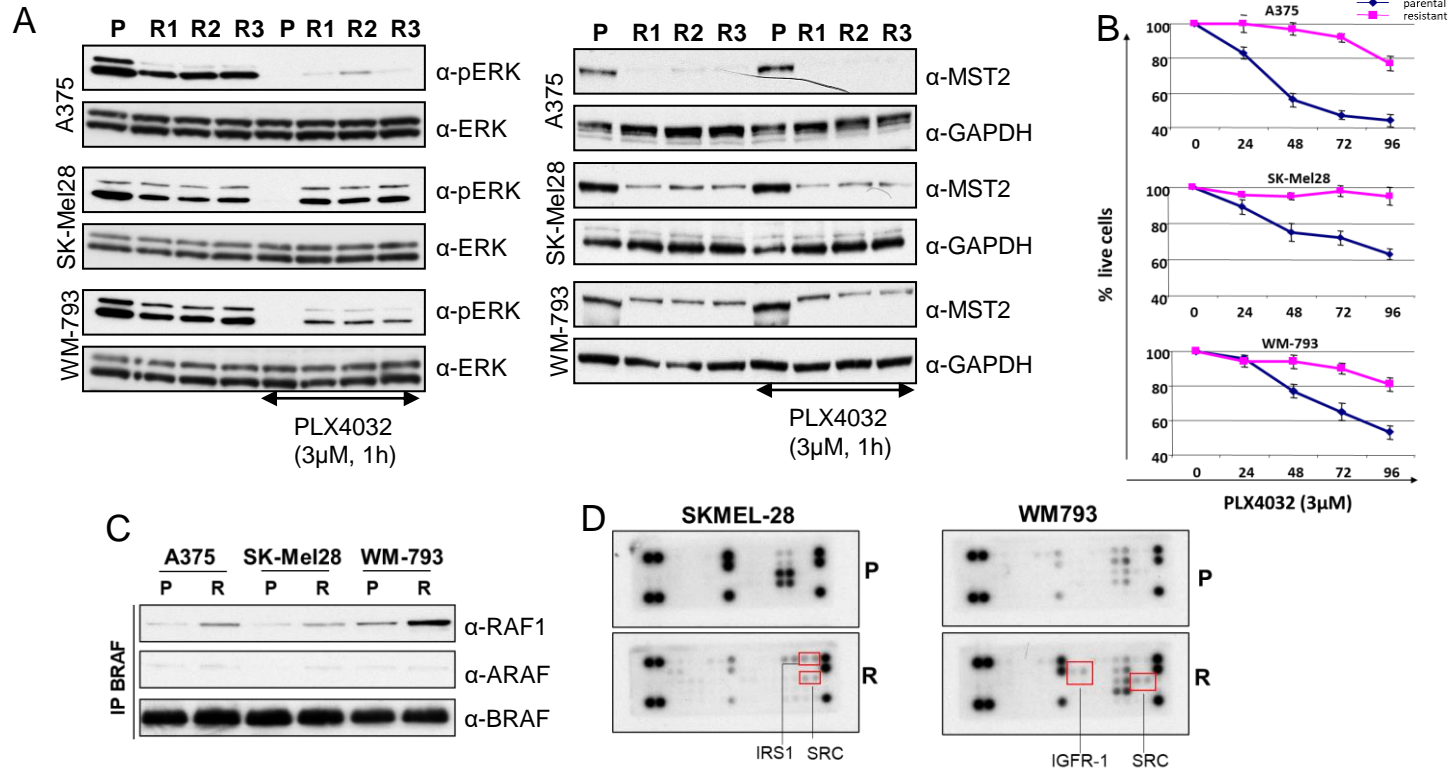 A
P R1 R2 R3 P R1 R2 R3
A375
α-pERK
α-ERK
SK-Mel28
α-pERK
α-ERK
WM-793
α-pERK
α-ERK
PLX4032
(3µM, 1h)
P R1 R2 R3 P R1 R2 R3
A375
α-MST2
α-GAPDH
SK-Mel28
α-MST2
α-GAPDH
WM-793
α-MST2
α-GAPDH
PLX4032
(3µM, 1h)
B
parental
resistant
A375
100
80
60
40
0 24 48 72 96
SK-Mel28
100
80
60
40
0 24 48 72 96
WM-793
100
80
60
40
0 24 48 72 96
% live cells
PLX4032 (3µM)
C
A375 SK-Mel28 WM-793
P R P R P R
IP BRAF
α-RAF1
α-ARAF
α-BRAF
D
SKMEL-28
P
R
IRS1 SRC
WM793
P
R
IGFR-1 SRC